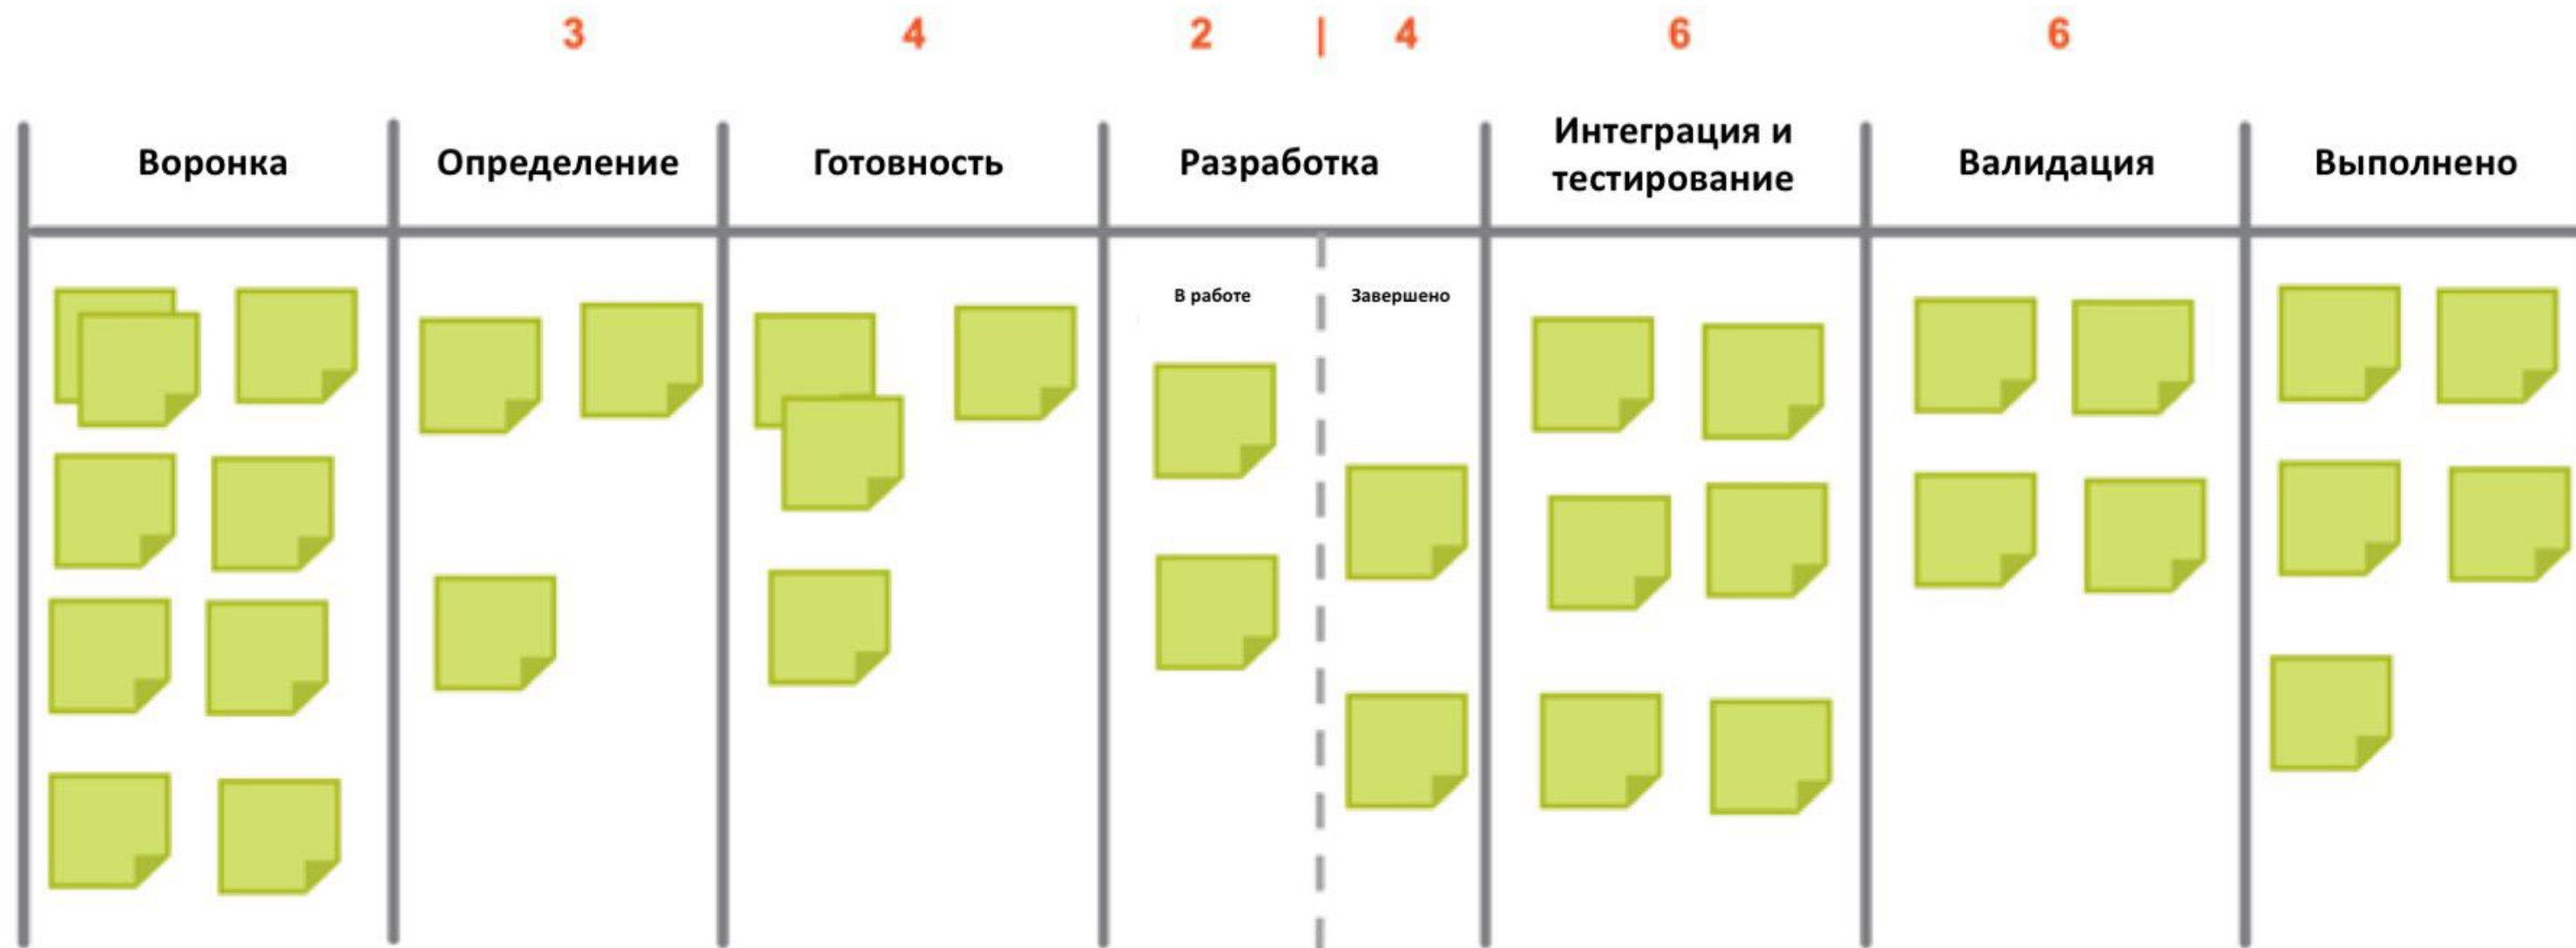 3 4 2 | 4 6 6
Воронка
Определение
Готовность
Разработка
Интеграция и
тестирование
Валидация
Выполнено
В работе
Завершено